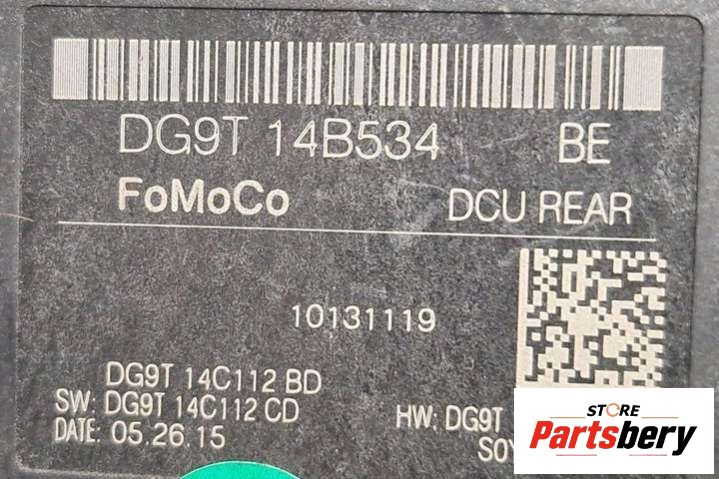 DG9T 14B534 BE
FoMoCo DCU REAR
10131119
DG9T 14C112 BD
SW: DG9T 14C112 CD HW: DG9T
DATE: 05.26.15
STORE
Partsbery